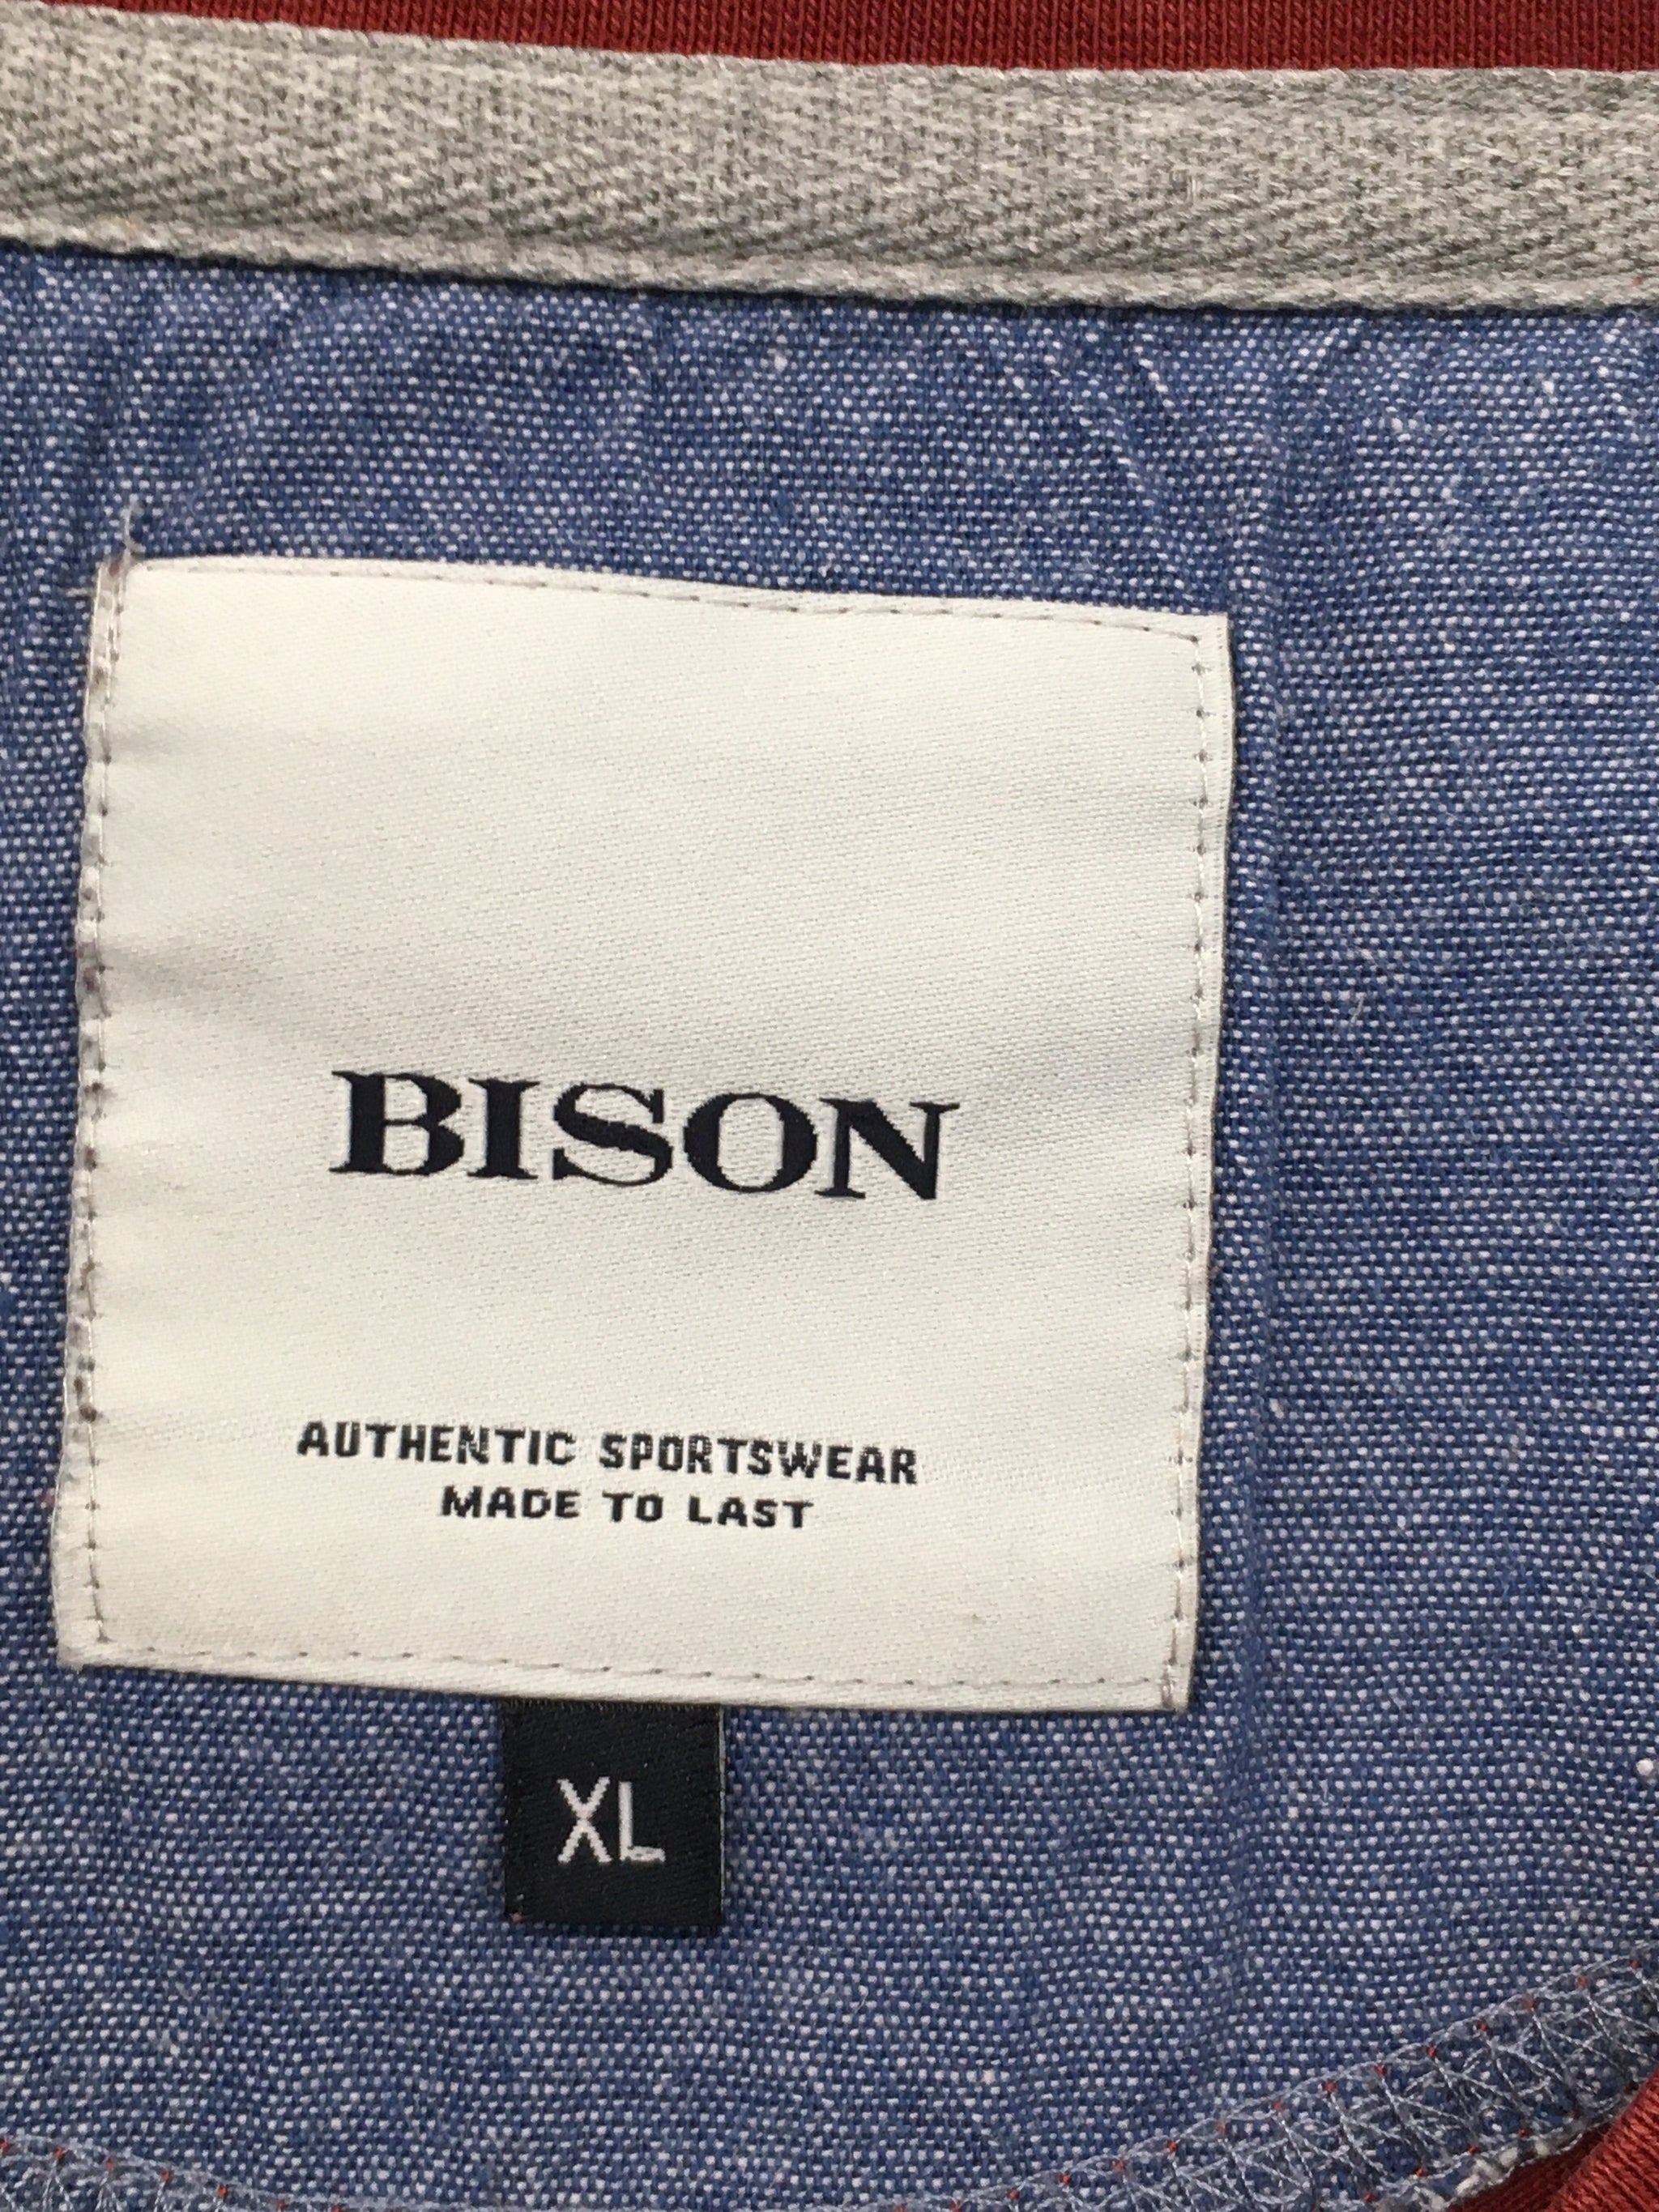 BISON
AUTHENTIC SPORTSWEAR
MADE TO LAST
XL